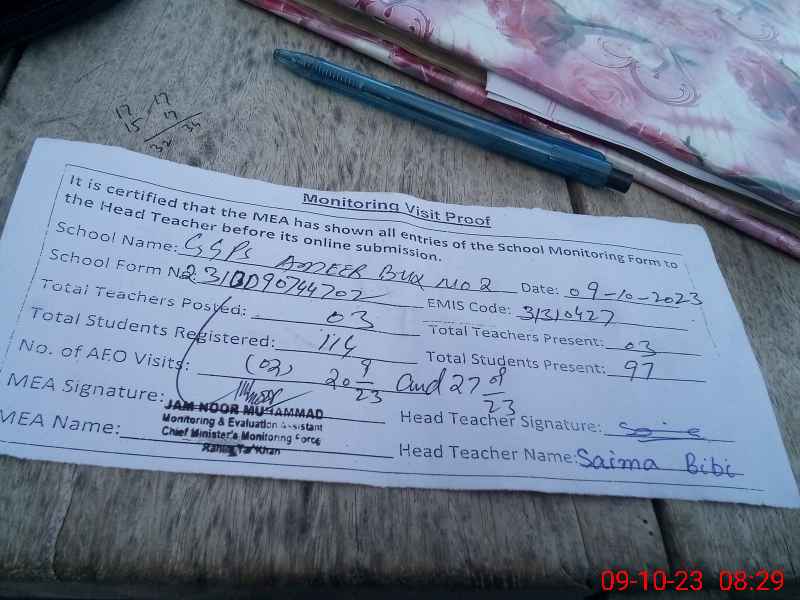 17 17
15 17
32 34
Monitoring Visit Proof
It is certified that the MEA has shown all entries of the School Monitoring Form to
the Head Teacher before its online submission.
School Name: GGPS AMEER BUX NO 2 Date: 09-10-2023
School Form No. EMIS Code: 31310427
Total Teachers Posted: 03 Total Teachers Present: 03
Total Students Registered: 114 Total Students Present: 97
No. of AEO Visits: (02) 20 9/23 and 27 9/23
MEA Signature: Head Teacher Signature:
JAM NOOR MUHAMMAD
Monitoring & Evaluation Assistant
Chief Minister's Monitoring Force
Rahim Yar Khan
MEA Name: Head Teacher Name: Saima Bibi
09-10-23 08:29